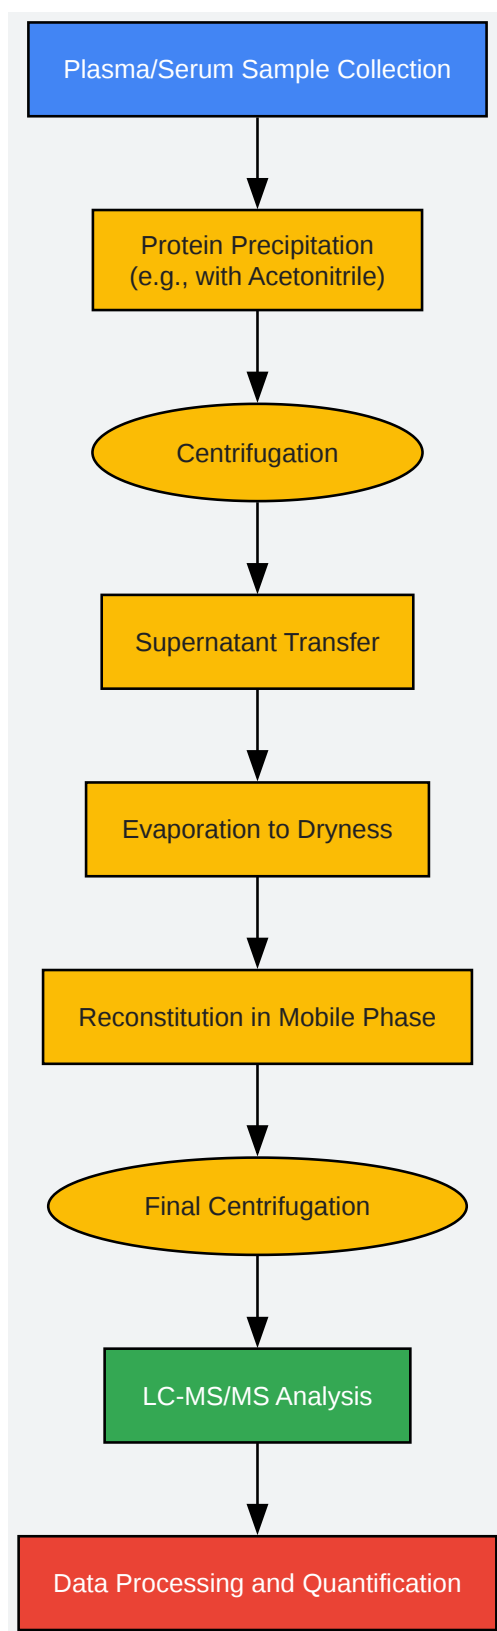 Plasma/Serum Sample Collection
Protein Precipitation
(e.g., with Acetonitrile)
Centrifugation
Supernatant Transfer
Evaporation to Dryness
Reconstitution in Mobile Phase
Final Centrifugation
LC-MS/MS Analysis
Data Processing and Quantification